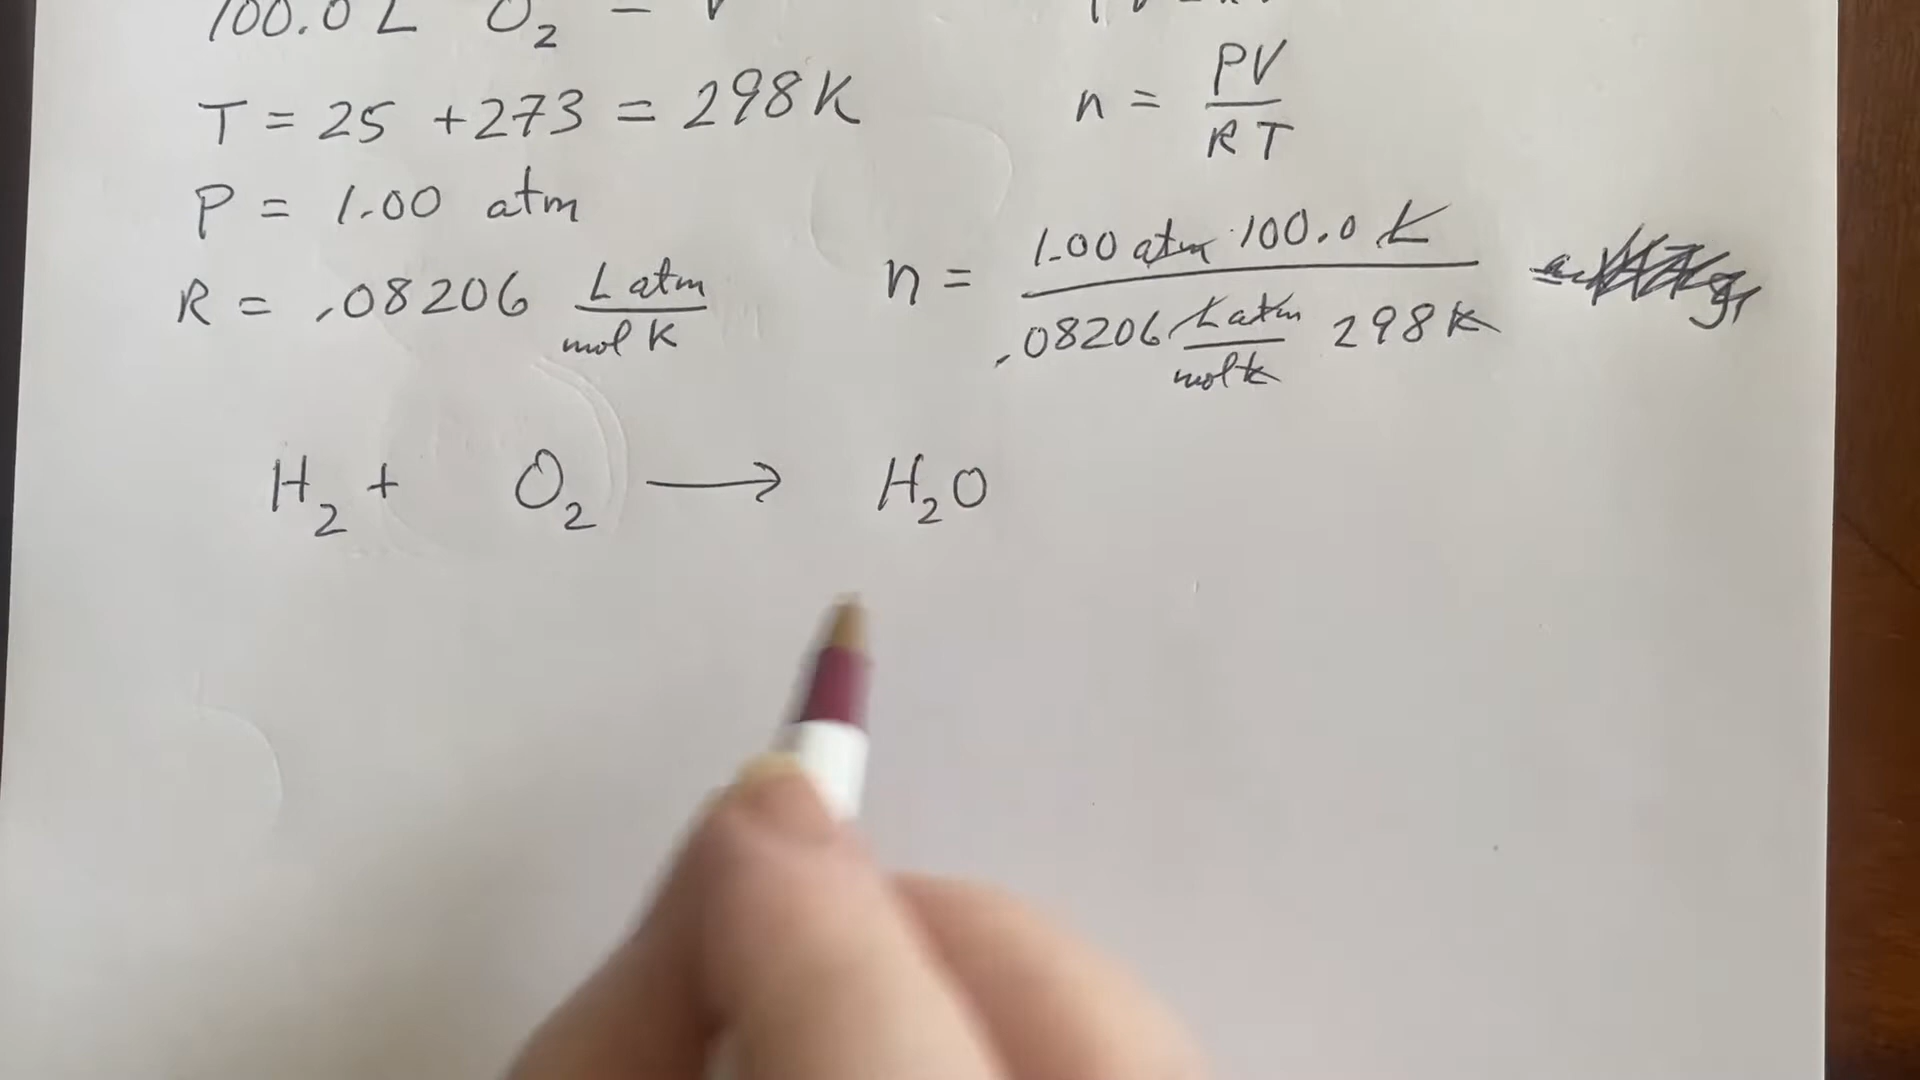 100.0 L O2 = V
T = 25 + 273 = 298 K
n = PV
RT
P = 1.00 atm
R = .08206 L atm
mol K
n = 1.00 atm 100.0 L
.08206 L atm 298 K
mol K
H2 + O2 → H2O